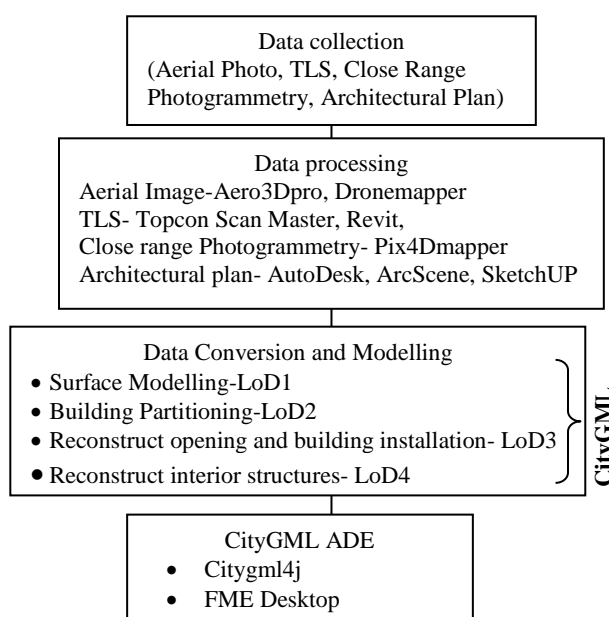 Data collection
(Aerial Photo, TLS, Close Range
Photogrammetry, Architectural Plan)
Data processing
Aerial Image-Aero3Dpro, Dronemapper
TLS- Topcon Scan Master, Revit,
Close range Photogrammetry- Pix4Dmapper
Architectural plan- AutoDesk, ArcScene, SketchUP
Data Conversion and Modelling
• Surface Modelling-LoD1
• Building Partitioning-LoD2
• Reconstruct opening and building installation- LoD3
• Reconstruct interior structures- LoD4
CityGML
CityGML ADE
• Citygml4j
• FME Desktop